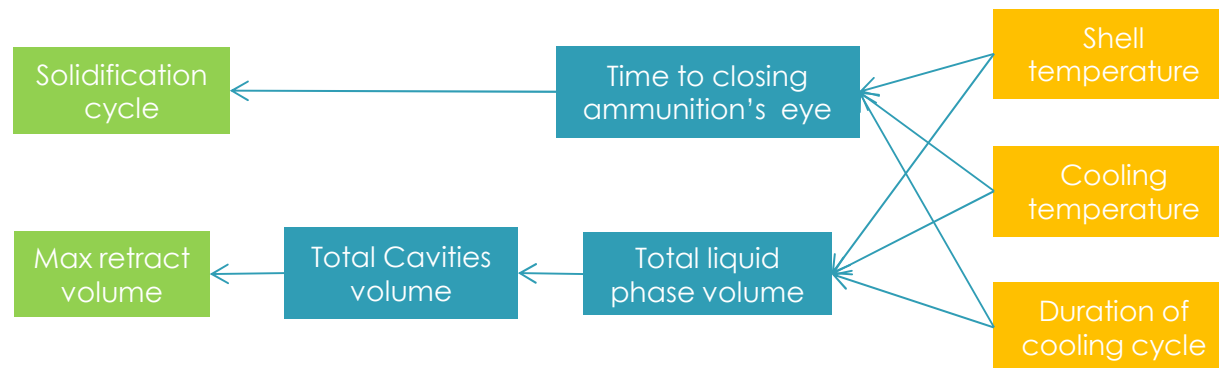 Solidification
cycle
Time to closing
ammunition's  eye
Shell
temperature
Cooling
temperature
Max retract
volume
Total Cavities
volume
Total liquid
phase volume
Duration of
cooling cycle